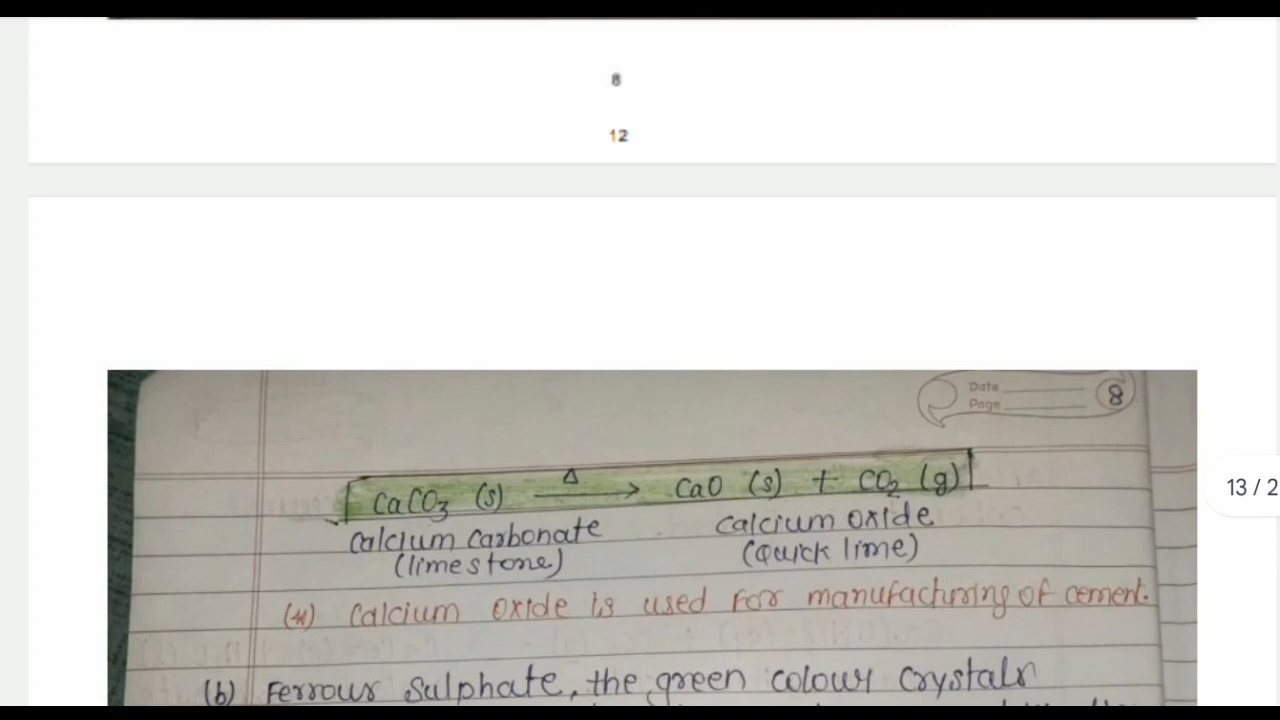 8
12
Date
Page
8
13 / 2
Δ
CaCO₃ (s) ⟶ CaO (s) + CO₂ (g)
Calcium Carbonate Calcium oxide
(limestone) (Quick lime)
(*) Calcium oxide is used for manufacturing of cement.
(b) Ferrous Sulphate, the green colour crystals